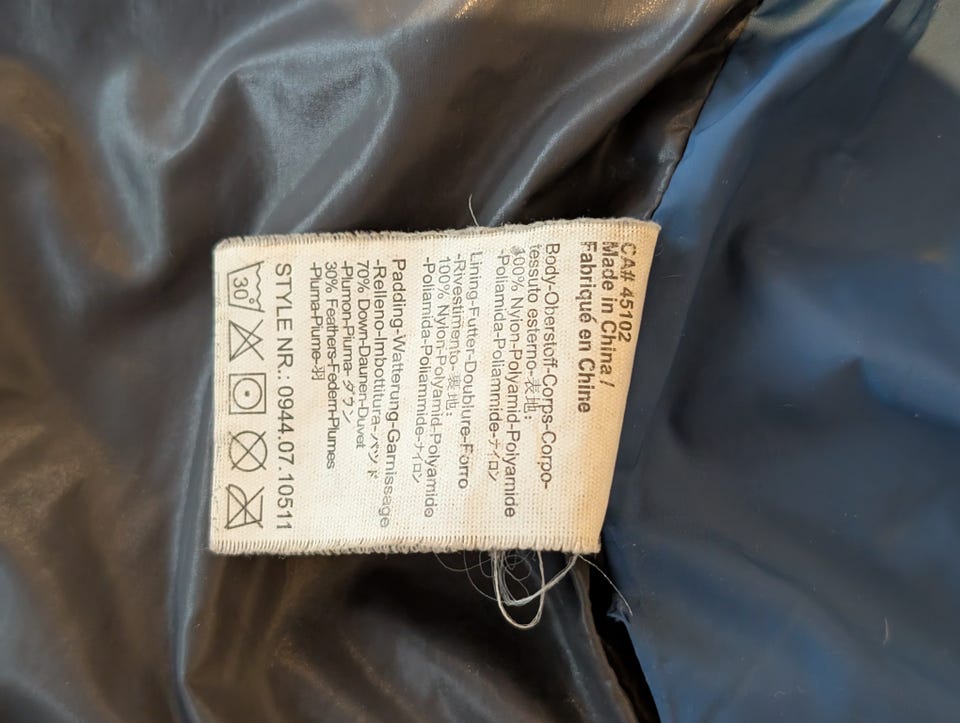 CA# 45102
Made in China /
Fabriqué en Chine
Body-Oberstoff-Corps-Corpo-
tessuto esterno-表地:
100% Nylon-Polyamid-Polyamide
-Polamida-Poliammide-ナイロン
Lining-Futter-Doublure-Forro
-Rivestimento-裏地:
100% Nylon-Polyamid-Polyamide
-Poliamida-Poliammide-ナイロン
Padding-Watterung-Garnissage
-Relleno-Imbottitura-パッド
70% Down-Daunen-Duvet
-Plumon-Piuma-ダウン
30% Feathers-Federn-Plumes
-Pluma-Piume-羽
STYLE NR.: 0944.07.10511
30°